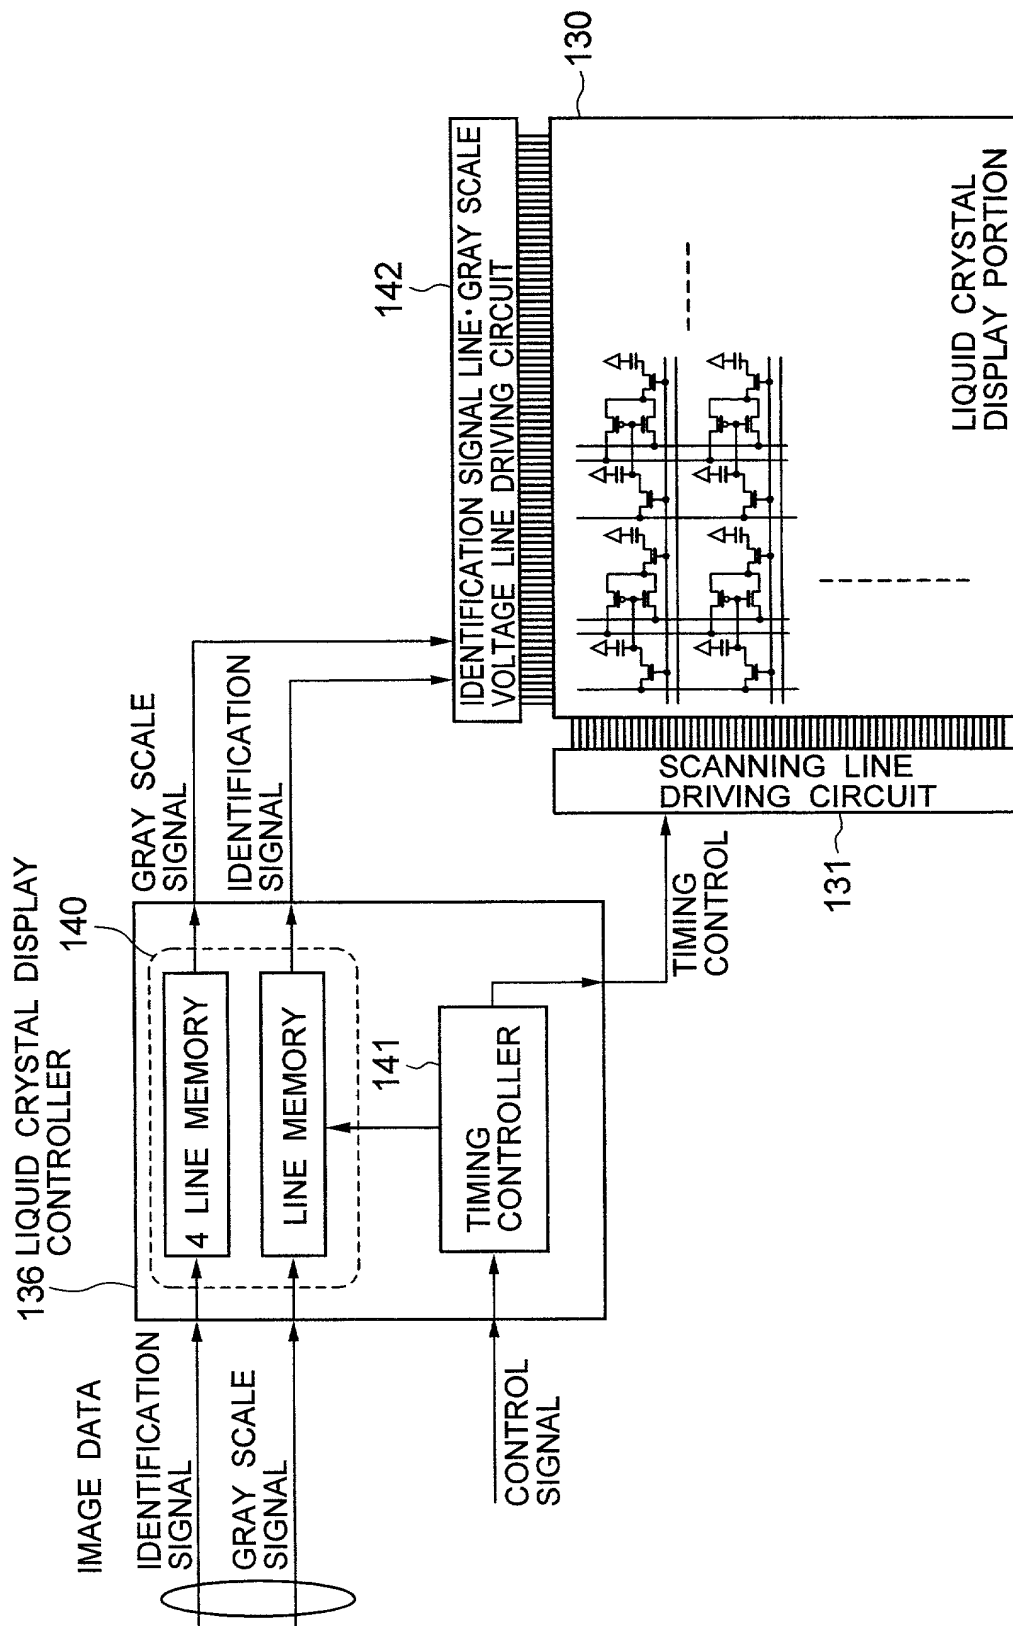 136 LIQUID CRYSTAL DISPLAY
CONTROLLER
140
IMAGE DATA
IDENTIFICATION
SIGNAL
GRAY SCALE
SIGNAL
CONTROL
SIGNAL
4 LINE MEMORY
LINE MEMORY
141
TIMING
CONTROLLER
GRAY SCALE
SIGNAL
IDENTIFICATION
SIGNAL
TIMING
CONTROL
142
IDENTIFICATION SIGNAL LINE·GRAY SCALE
VOLTAGE LINE DRIVING CIRCUIT
SCANNING LINE
DRIVING CIRCUIT
131
130
LIQUID CRYSTAL
DISPLAY PORTION